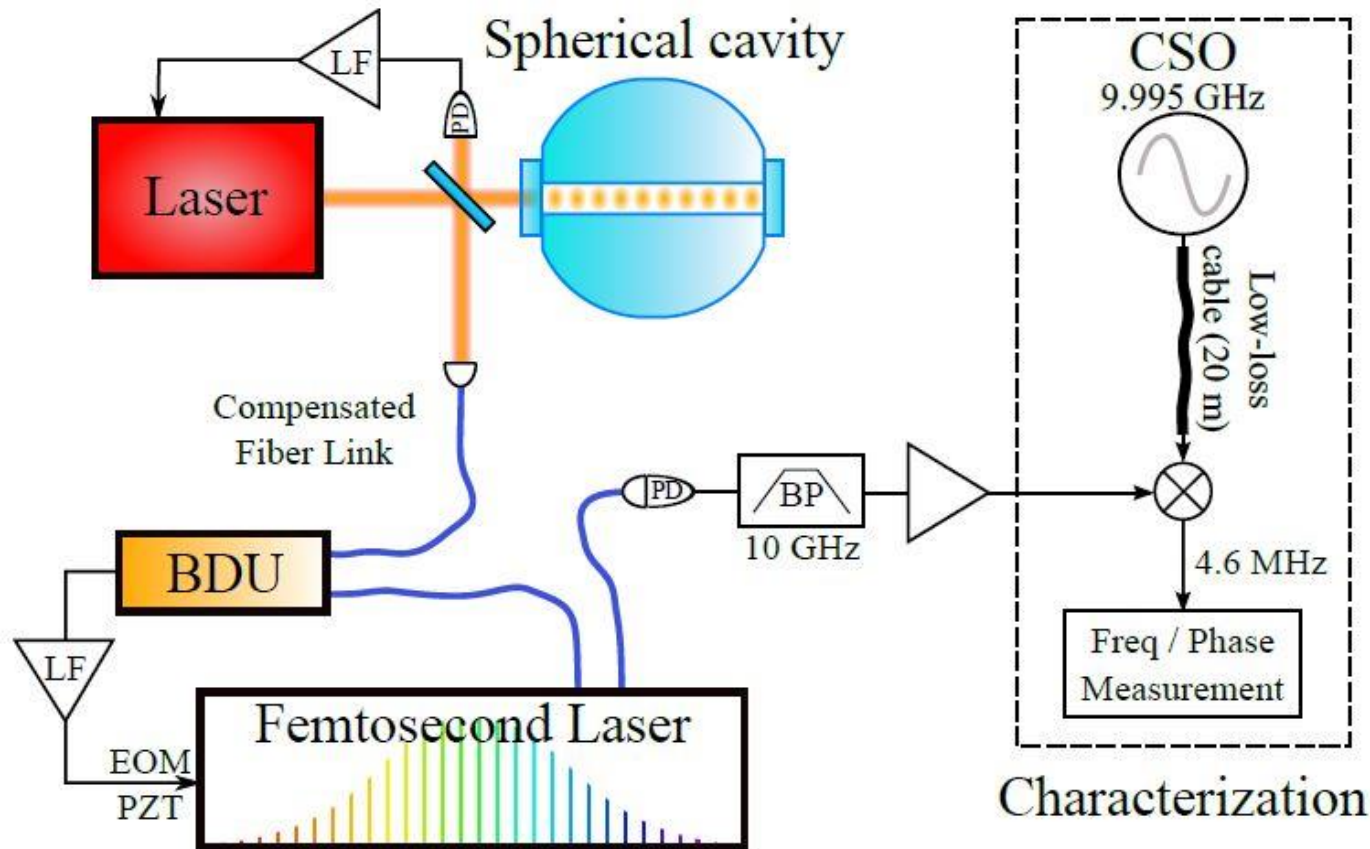 LF
PD
Laser
Spherical cavity
Compensated
Fiber Link
BDU
LF
EOM
PZT
Femtosecond Laser
PD
BP
10 GHz
CSO
9.995 GHz
Low-loss
cable (20 m)
4.6 MHz
Freq / Phase
Measurement
Characterization